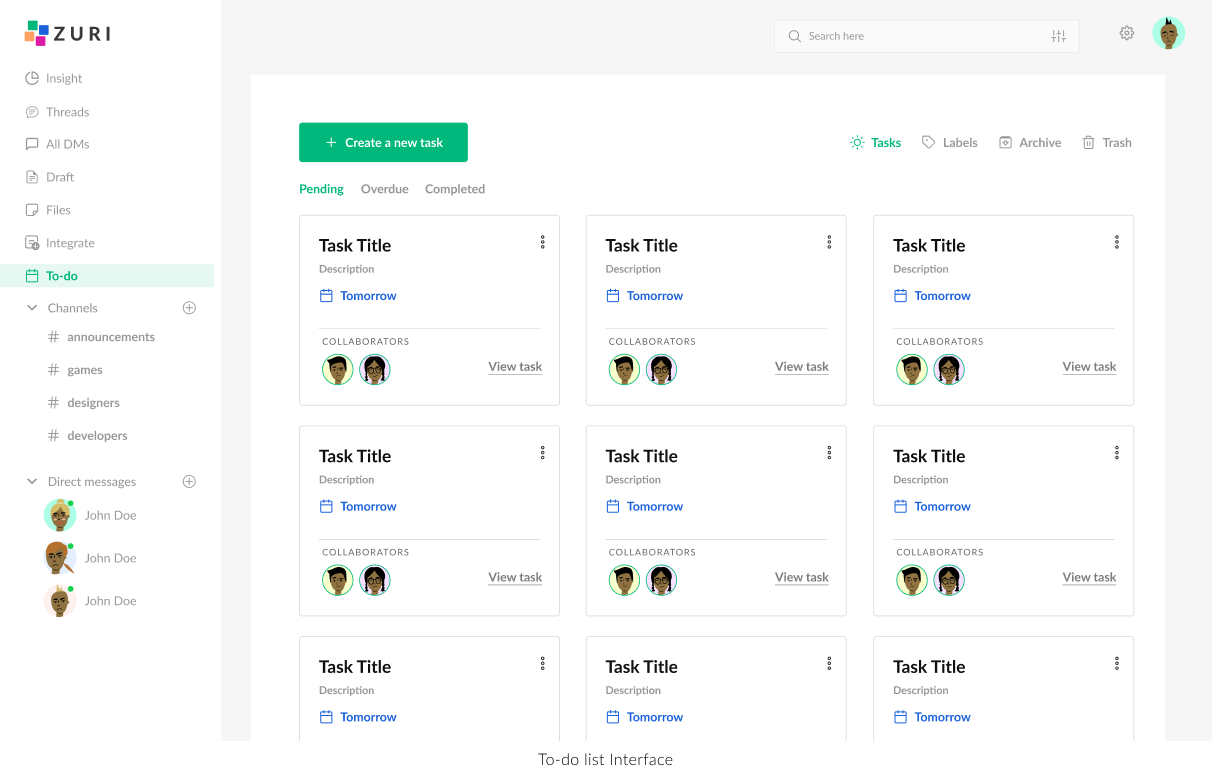 ZURI
Search here
Insight
Threads
All DMs
Draft
Files
Integrate
To-do
Channels
# announcements
# games
# designers
# developers
Direct messages
John Doe
John Doe
John Doe
+ Create a new task
Tasks Labels Archive Trash
Pending Overdue Completed
Task Title Task Title Task Title
Description Description Description
Tomorrow Tomorrow Tomorrow
COLLABORATORS COLLABORATORS COLLABORATORS
View task View task View task
Task Title Task Title Task Title
Description Description Description
Tomorrow Tomorrow Tomorrow
COLLABORATORS COLLABORATORS COLLABORATORS
View task View task View task
Task Title Task Title Task Title
Description Description Description
Tomorrow Tomorrow Tomorrow
To-do list Interface